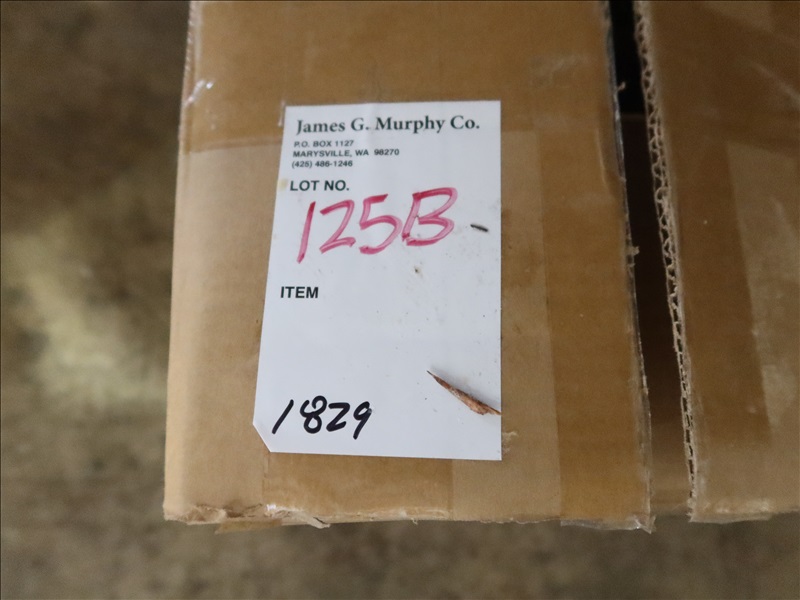 James G. Murphy Co.
P.O. BOX 1127
MARYSVILLE, WA 98270
(425) 486-1246
LOT NO.
125B
ITEM
1829